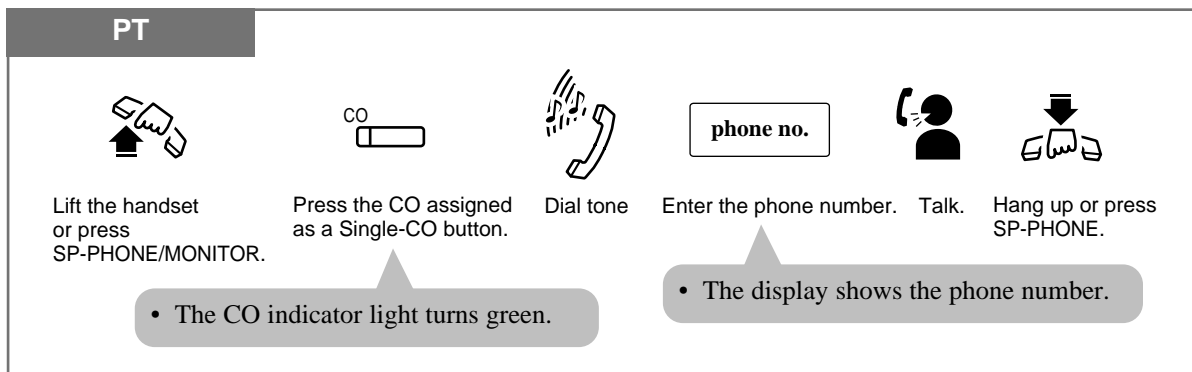 PT
CO
phone no.
Lift the handset
or press
SP-PHONE/MONITOR.
Press the CO assigned
as a Single-CO button.
Dial tone
Enter the phone number.
Talk.
Hang up or press
SP-PHONE.
• The CO indicator light turns green.
• The display shows the phone number.